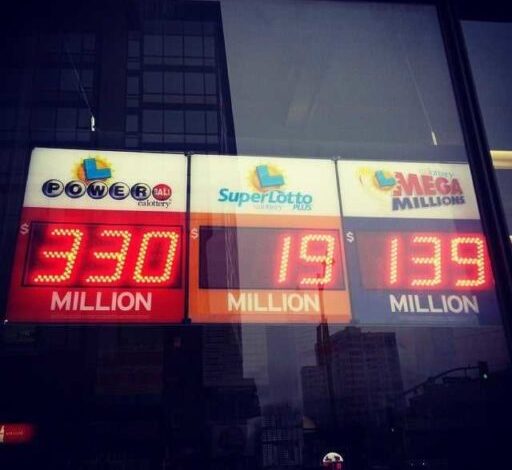 POWERBALL
calottery
$330
MILLION
SuperLotto
PLUS
$19
MILLION
MEGA
MILLIONS
$139
MILLION